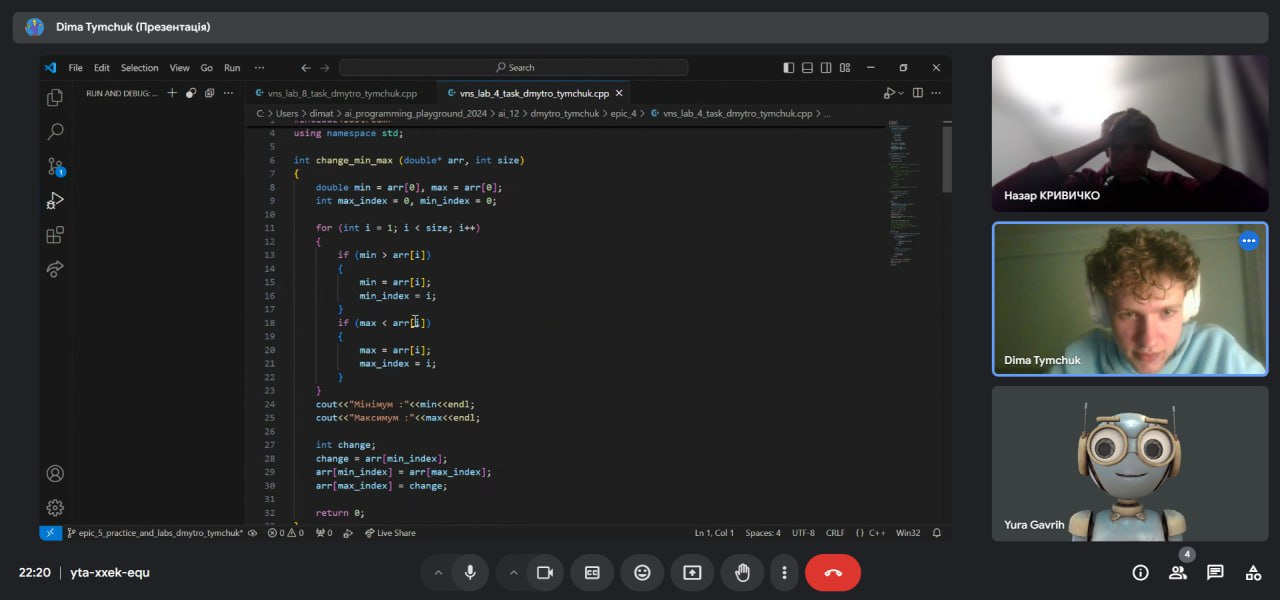 Dima Tymchuk (Презентація)
File Edit Selection View Go Run ... Search
RUN AND DEBUG: ... vns_lab_8_task_dmytro_tymchuk.cpp vns_lab_4_task_dmytro_tymchuk.cpp
C: > Users > dimat > ai_programming_playground_2024 > ai_12 > dmytro_tymchuk > epic_4 > vns_lab_4_task_dmytro_tymchuk.cpp > ...
4 using namespace std;
5
6 int change_min_max (double* arr, int size)
7 {
8 double min = arr[0], max = arr[0];
9 int max_index = 0, min_index = 0;
10
11 for (int i = 1; i < size; i++)
12 {
13 if (min > arr[i])
14 {
15 min = arr[i];
16 min_index = i;
17 }
18 if (max < arr[i])
19 {
20 max = arr[i];
21 max_index = i;
22 }
23 }
24 cout<<"Мінімум :"<<min<<endl;
25 cout<<"Максимум :"<<max<<endl;
26
27 int change;
28 change = arr[min_index];
29 arr[min_index] = arr[max_index];
30 arr[max_index] = change;
31
32 return 0;
1
epic_5_practice_and_labs_dmytro_tymchuk* 0 0 0 Live Share Ln 1, Col 1 Spaces: 4 UTF-8 CRLF {} C++ Win32
Назар КРИВИЧКО
Dima Tymchuk
Yura Gavrih
22:20 | yta-xxek-equ
4